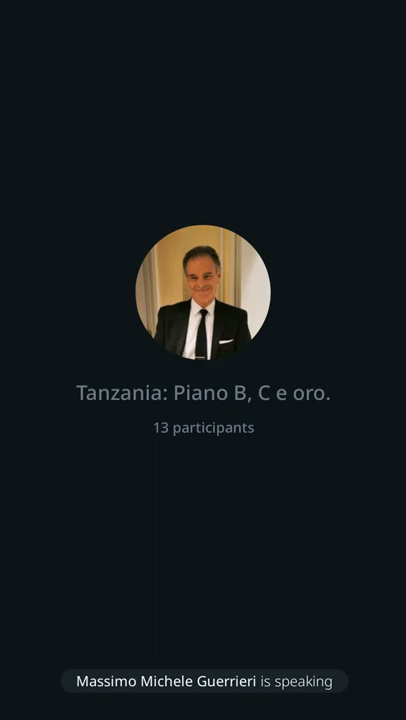 Tanzania: Piano B, C e oro.
13 participants
Massimo Michele Guerrieri is speaking